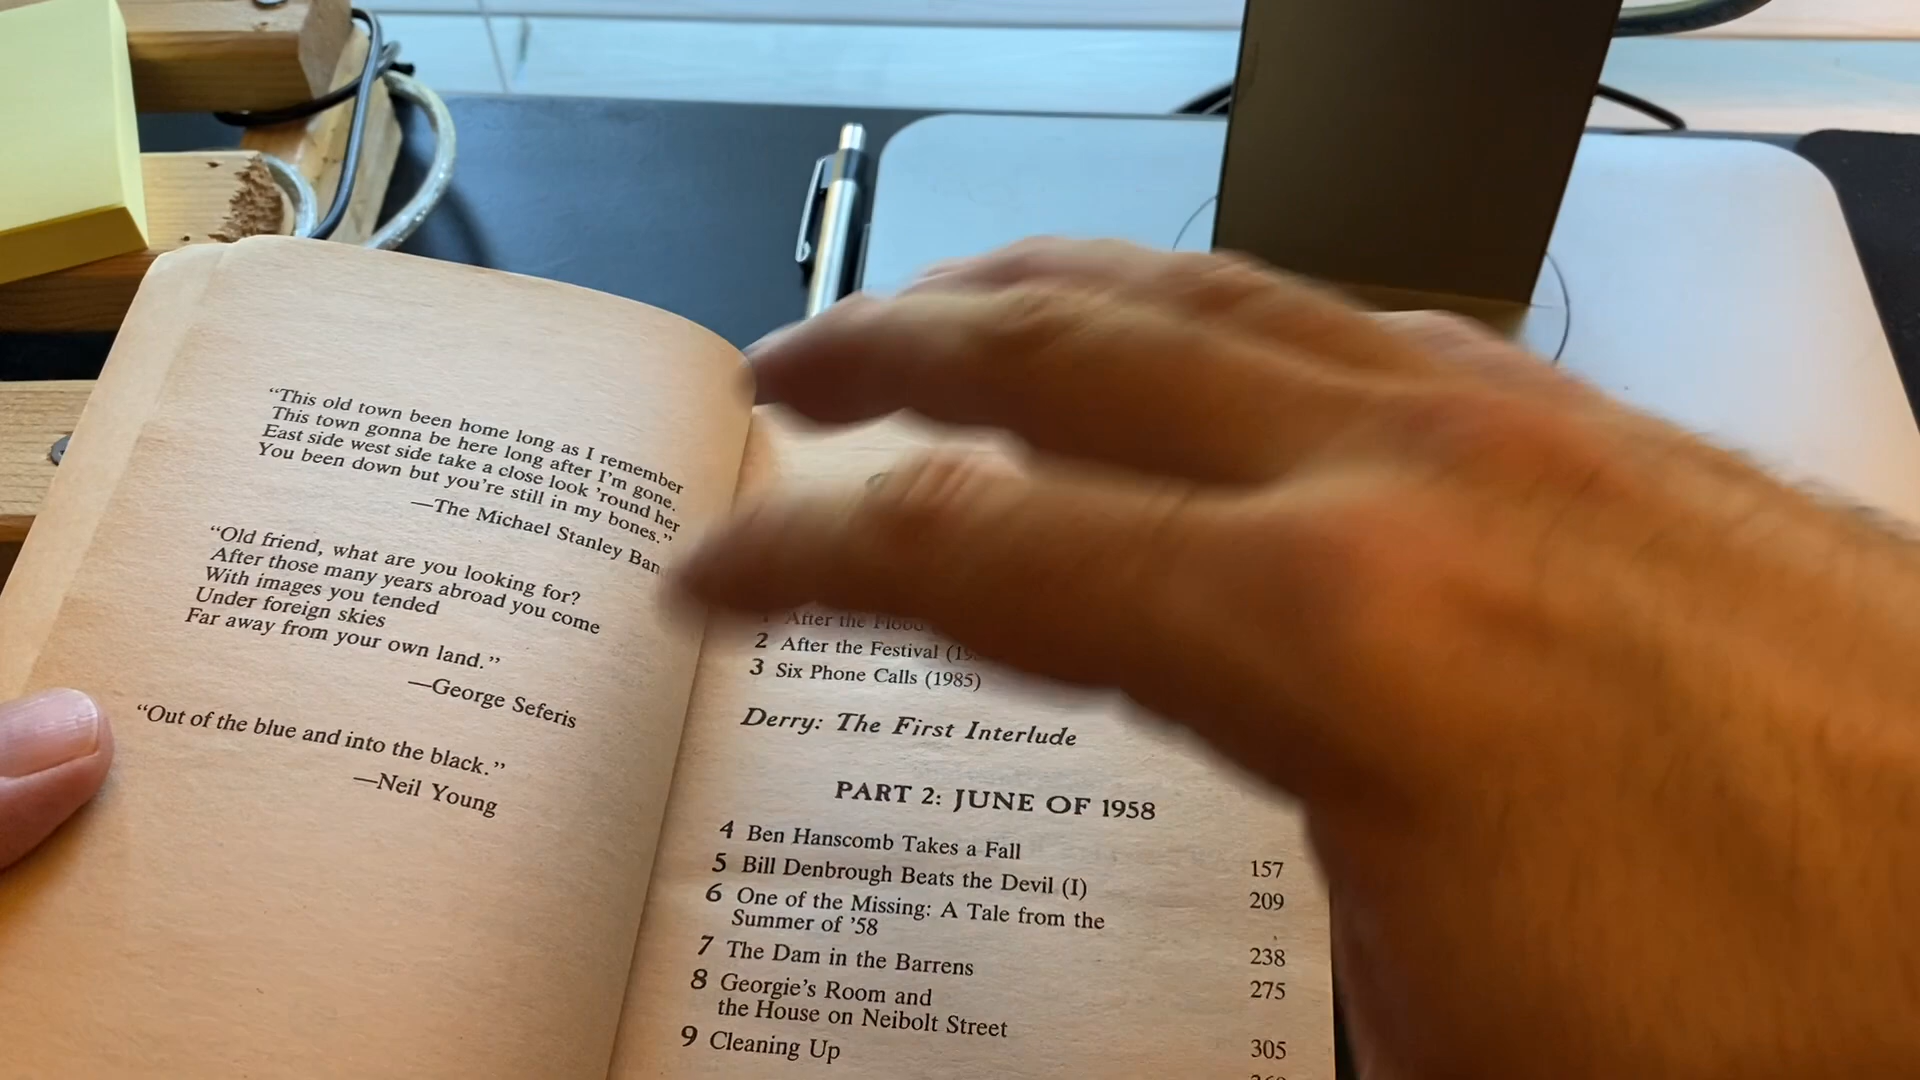 “This old town been home long as I remember
This town gonna be here long after I'm gone.
East side west side take a close look 'round her
You been down but you're still in my bones.”
—The Michael Stanley Ban
“Old friend, what are you looking for?
After those many years abroad you come
With images you tended
Under foreign skies
Far away from your own land.”
—George Seferis
“Out of the blue and into the black.”
—Neil Young
1 After the Flood
2 After the Festival (19
3 Six Phone Calls (1985)
Derry: The First Interlude
PART 2: JUNE OF 1958
4 Ben Hanscomb Takes a Fall 157
5 Bill Denbrough Beats the Devil (I) 209
6 One of the Missing: A Tale from the
Summer of '58 238
7 The Dam in the Barrens 275
8 Georgie's Room and
the House on Neibolt Street 305
9 Cleaning Up